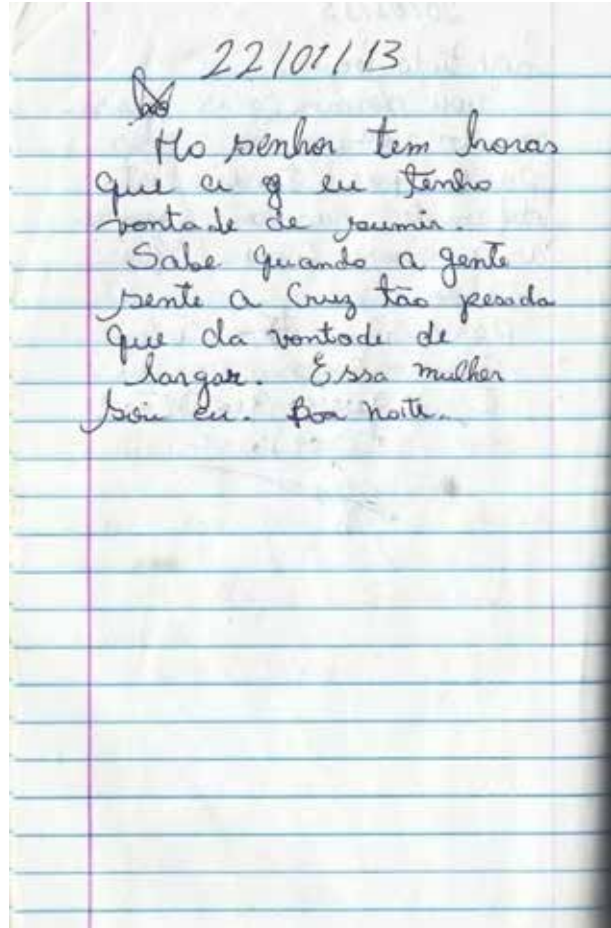 22/01/13
Ho senhor tem horas
que eu tenho
vontade de soumir.
Sabe quando a gente
sente a Cruz tão pesada
que da vontade de
largar. Essa mulher
sou eu. Boa noite.